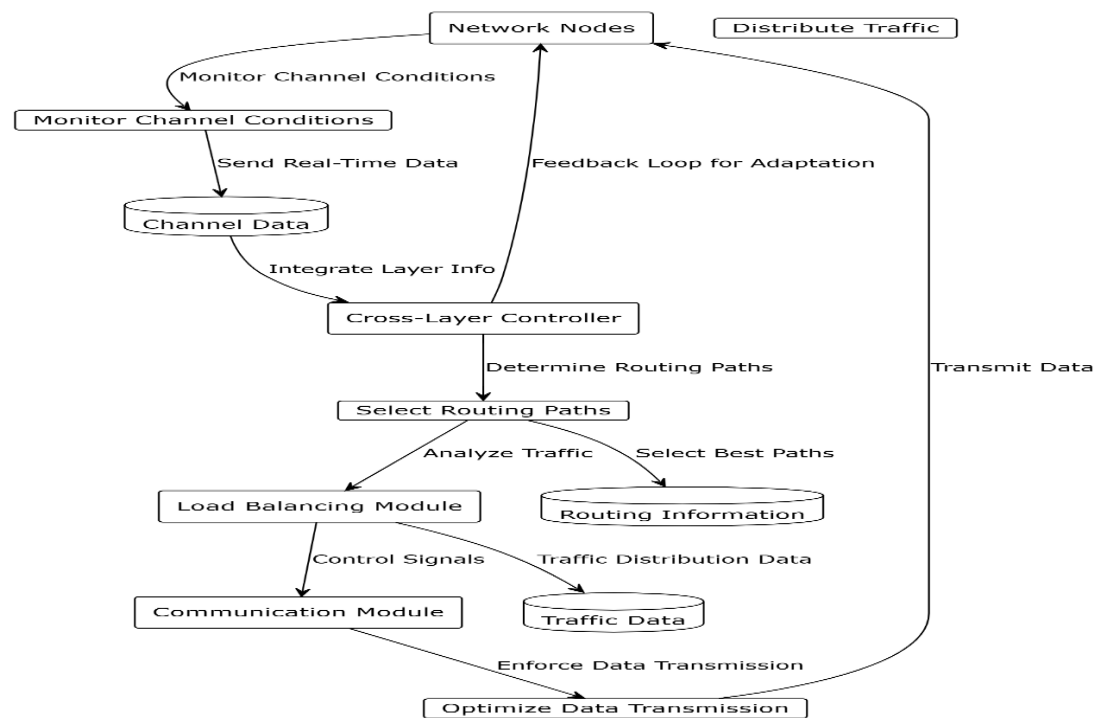 Network Nodes
Distribute Traffic
Monitor Channel Conditions
Monitor Channel Conditions
Send Real-Time Data
Feedback Loop for Adaptation
Channel Data
Integrate Layer Info
Cross-Layer Controller
Determine Routing Paths
Transmit Data
Select Routing Paths
Analyze Traffic
Select Best Paths
Load Balancing Module
Routing Information
Control Signals
Traffic Distribution Data
Communication Module
Traffic Data
Enforce Data Transmission
Optimize Data Transmission